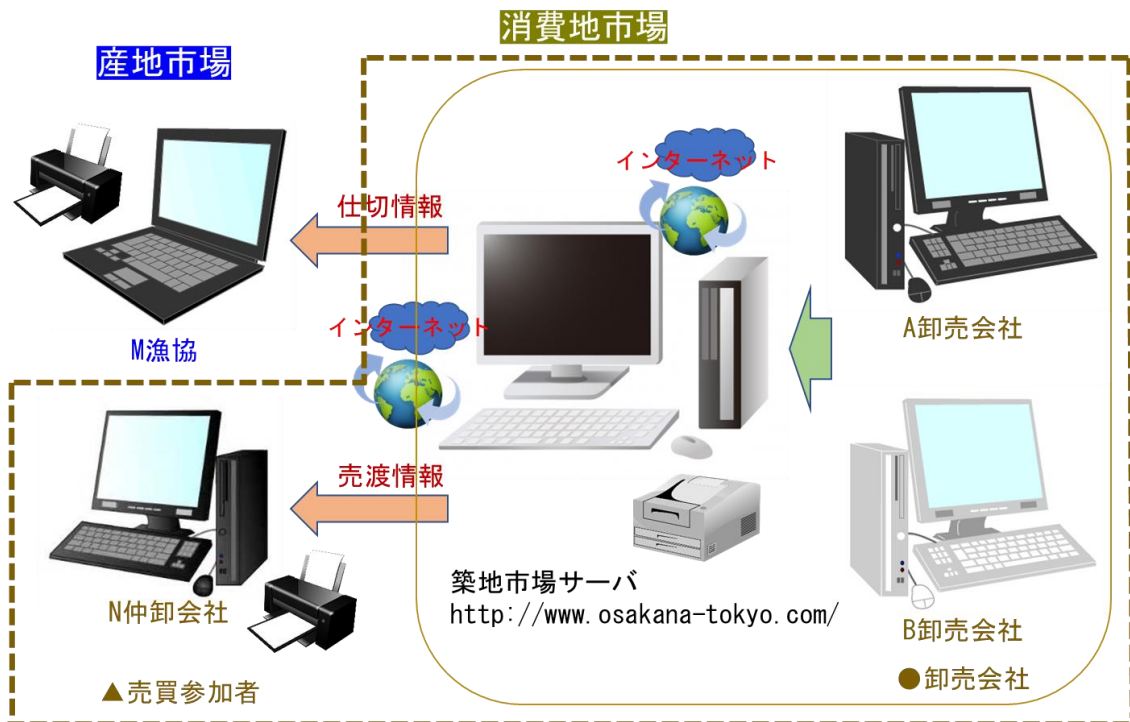 消費地市場
産地市場
インターネット
仕切情報
インターネット
M漁協
A卸売会社
売渡情報
N仲卸会社
築地市場サーバ
http://www.osakana-tokyo.com/
B卸売会社
▲売買参加者
●卸売会社